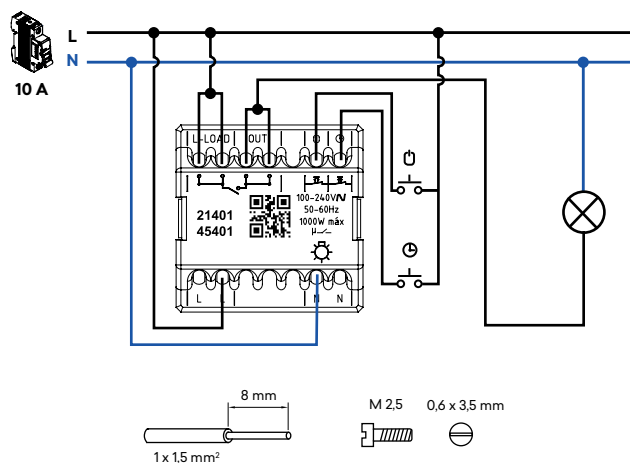 L
N
10 A
L-LOAD OUT
21401
45401
100-240V
50-60Hz
1000W máx
µ
L L N N
8 mm
1 x 1,5 mm²
M 2,5
0,6 x 3,5 mm